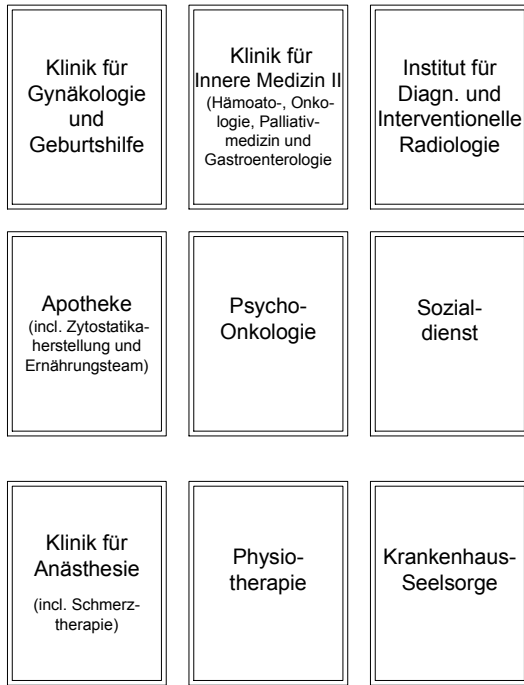 Klinik für
Gynäkologie
und
Geburtshilfe
Klinik für
Innere Medizin II
(Hämoato-, Onko-
logie, Palliativ-
medizin und
Gastroenterologie
Institut für
Diagn. und
Interventionelle
Radiologie
Apotheke
(incl. Zytostatika-
herstellung und
Ernährungsteam)
Psycho-
Onkologie
Sozial-
dienst
Klinik für
Anästhesie
(incl. Schmerz-
therapie)
Physio-
therapie
Krankenhaus-
Seelsorge